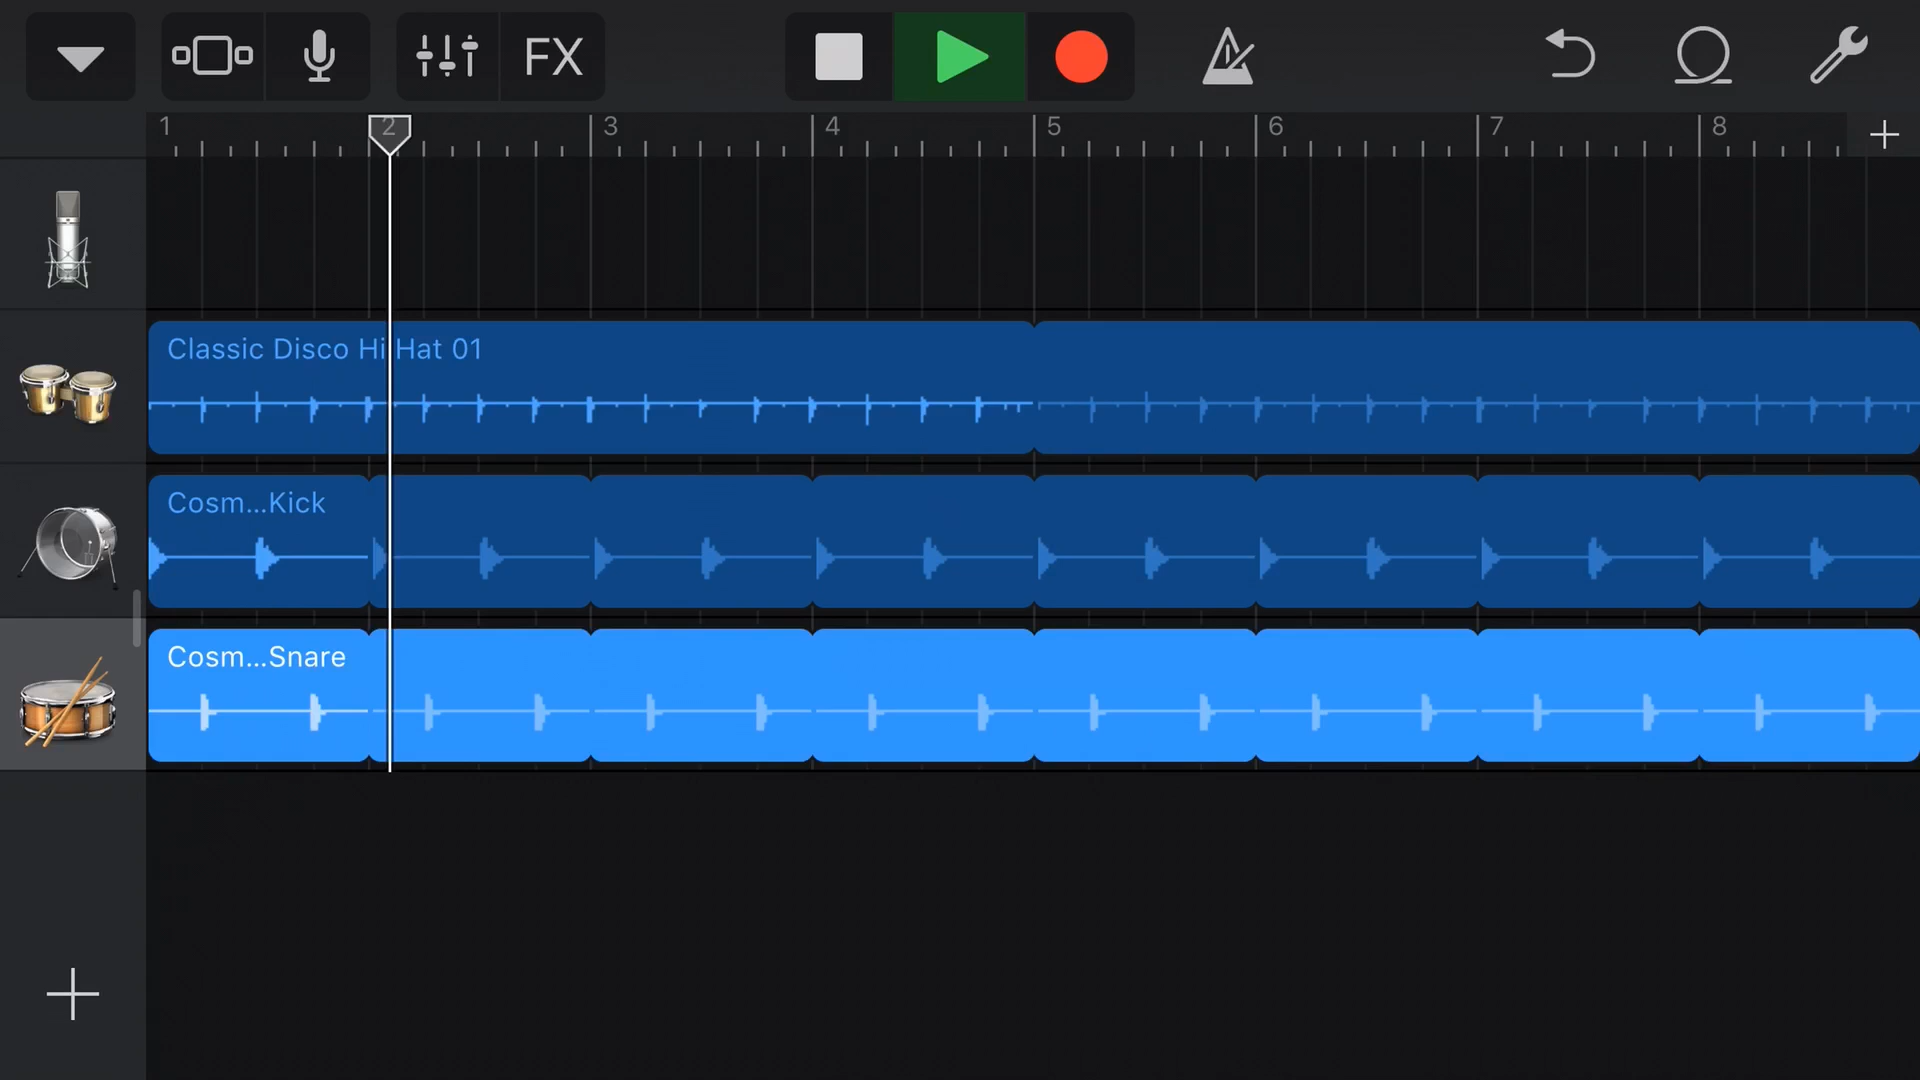 FX
1 2 3 4 5 6 7 8
Classic Disco Hi Hat 01
Cosm...Kick
Cosm...Snare